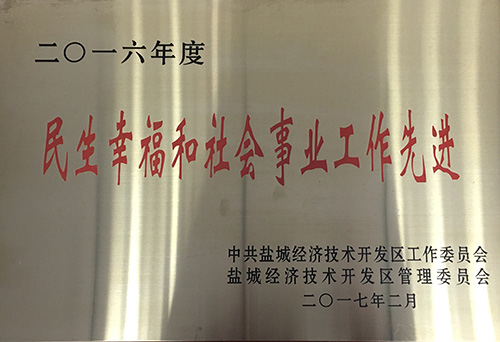 二〇一六年度
民生幸福和社会事业工作先进
中共盐城经济技术开发区工作委员会
盐城经济技术开发区管理委员会
二〇一七年二月